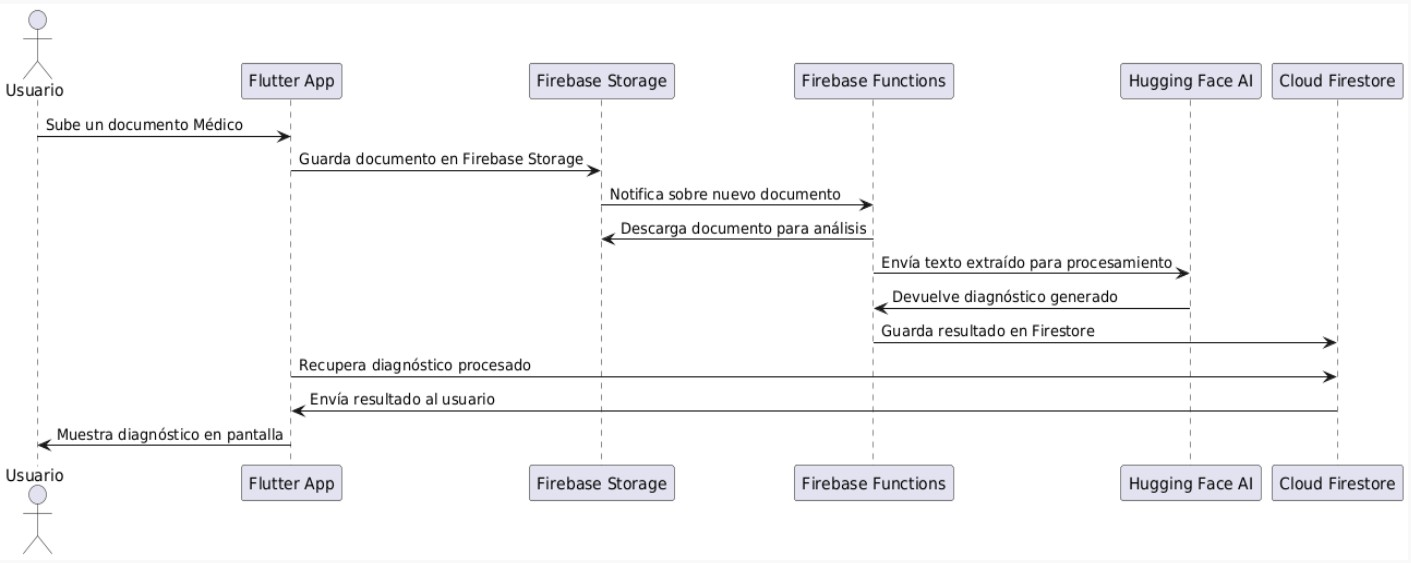 Usuario
Flutter App
Firebase Storage
Firebase Functions
Hugging Face AI
Cloud Firestore
Sube un documento Médico
Guarda documento en Firebase Storage
Notifica sobre nuevo documento
Descarga documento para análisis
Envía texto extraído para procesamiento
Devuelve diagnóstico generado
Guarda resultado en Firestore
Recupera diagnóstico procesado
Envía resultado al usuario
Muestra diagnóstico en pantalla
Usuario
Flutter App
Firebase Storage
Firebase Functions
Hugging Face AI
Cloud Firestore